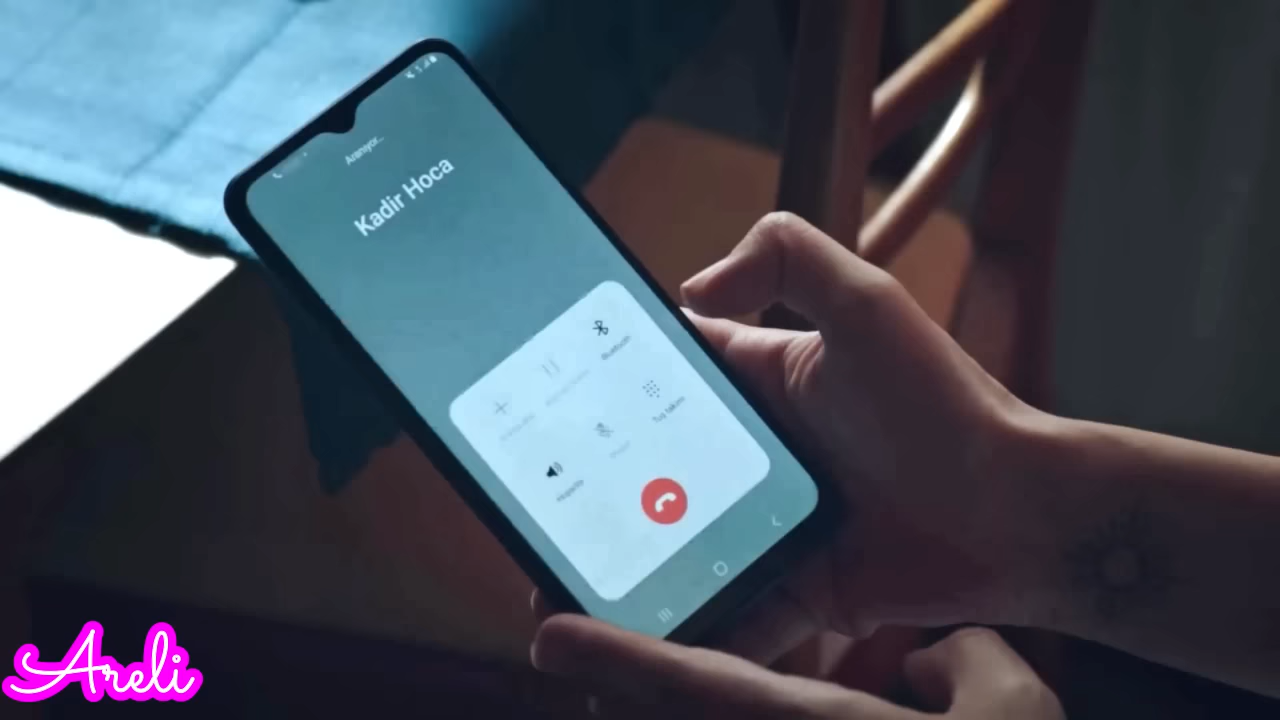 Aranıyor...
Kadir Hoca
Bluetooth
Tuş takımı
Hoparlör
Areli